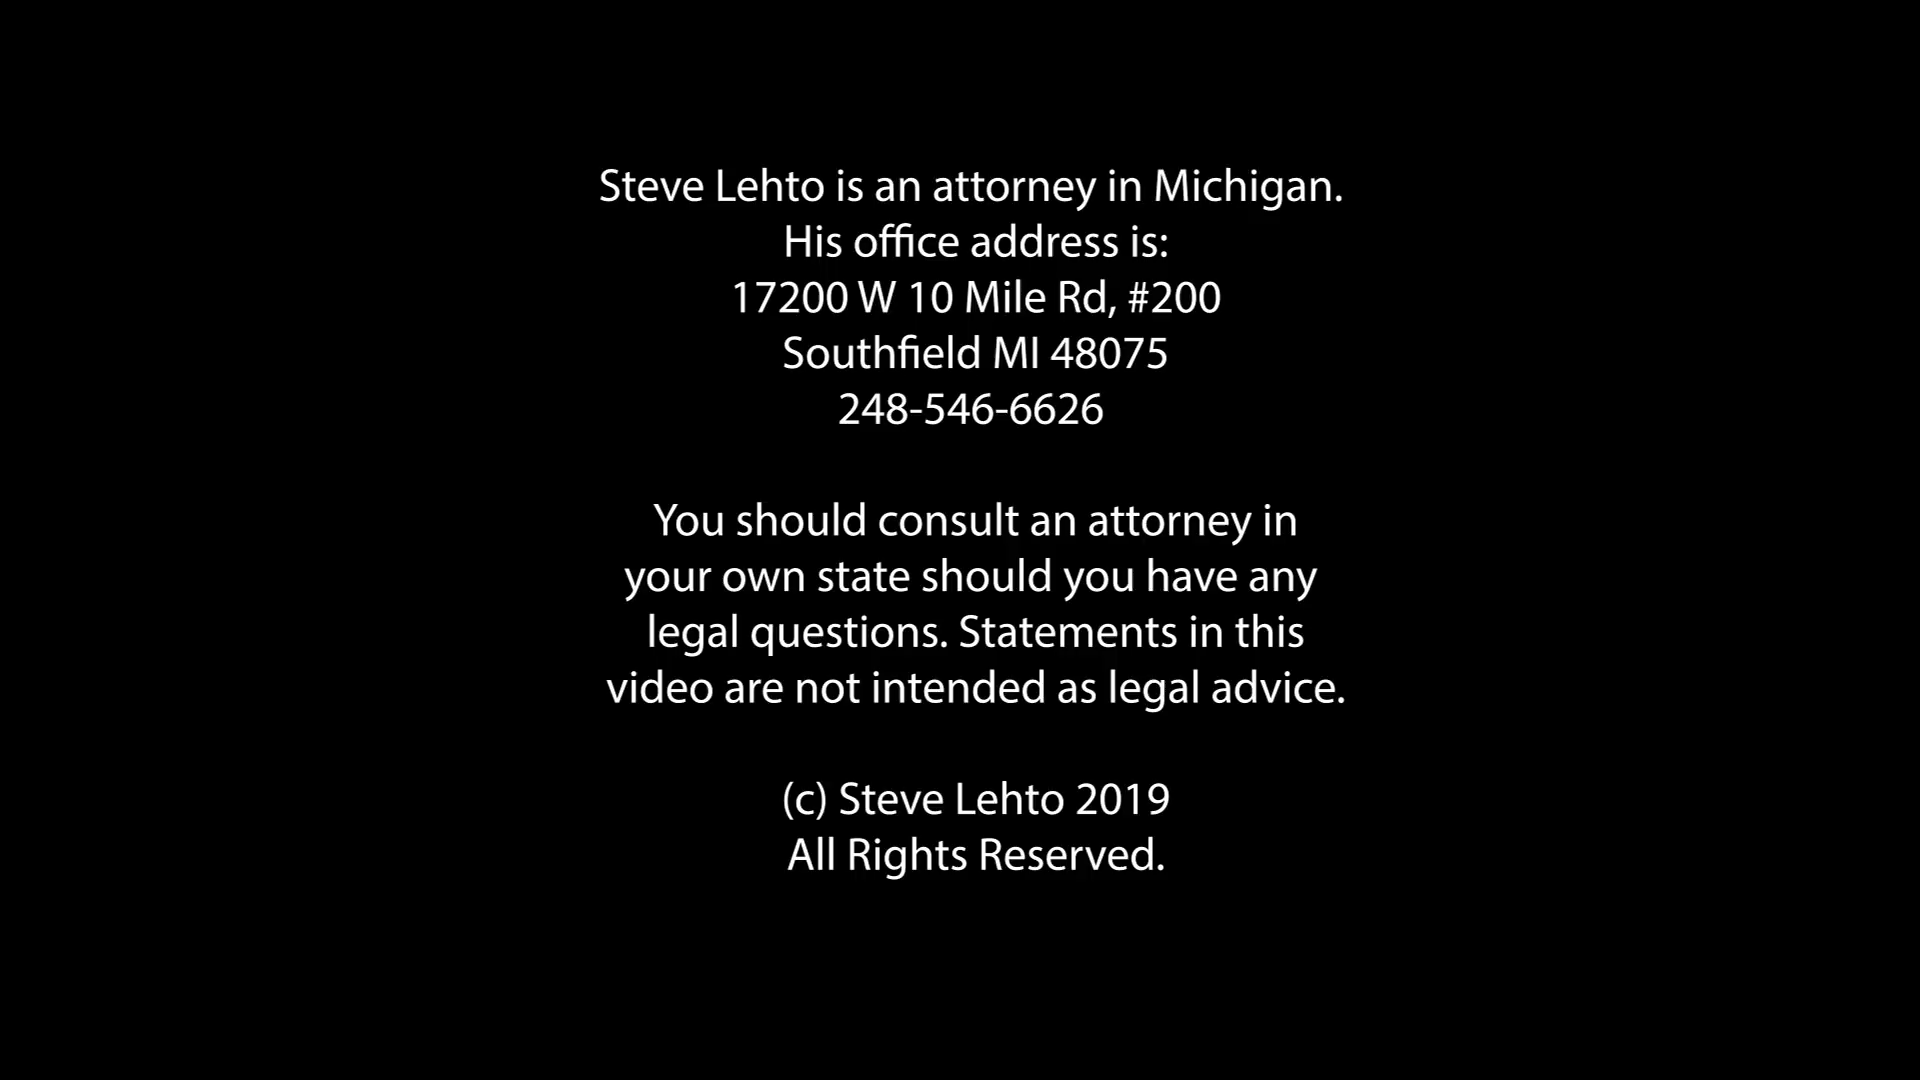 Steve Lehto is an attorney in Michigan.
His office address is:
17200 W 10 Mile Rd, #200
Southfield MI 48075
248-546-6626
You should consult an attorney in
your own state should you have any
legal questions. Statements in this
video are not intended as legal advice.
(c) Steve Lehto 2019
All Rights Reserved.